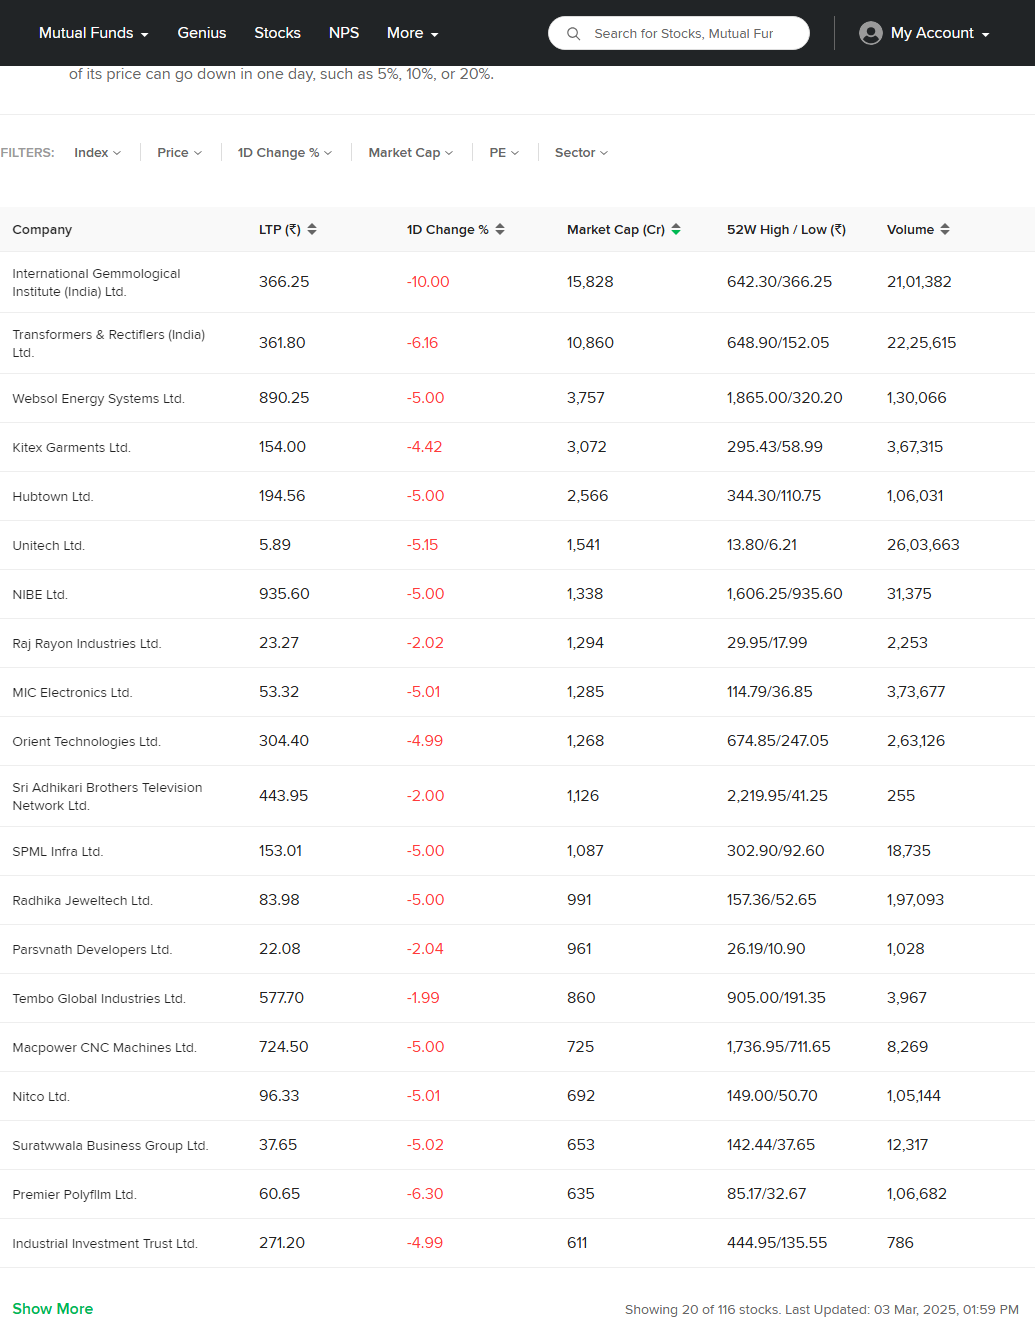 Mutual Funds Genius Stocks NPS More Search for Stocks, Mutual Fur My Account
of its price can go down in one day, such as 5%, 10%, or 20%.
FILTERS: Index Price 1D Change % Market Cap PE Sector
Company LTP (₹) 1D Change % Market Cap (Cr) 52W High / Low (₹) Volume
International Gemmological
Institute (India) Ltd. 366.25 -10.00 15,828 642.30/366.25 21,01,382
Transformers & Rectifiers (India)
Ltd. 361.80 -6.16 10,860 648.90/152.05 22,25,615
Websol Energy Systems Ltd. 890.25 -5.00 3,757 1,865.00/320.20 1,30,066
Kitex Garments Ltd. 154.00 -4.42 3,072 295.43/58.99 3,67,315
Hubtown Ltd. 194.56 -5.00 2,566 344.30/110.75 1,06,031
Unitech Ltd. 5.89 -5.15 1,541 13.80/6.21 26,03,663
NIBE Ltd. 935.60 -5.00 1,338 1,606.25/935.60 31,375
Raj Rayon Industries Ltd. 23.27 -2.02 1,294 29.95/17.99 2,253
MIC Electronics Ltd. 53.32 -5.01 1,285 114.79/36.85 3,73,677
Orient Technologies Ltd. 304.40 -4.99 1,268 674.85/247.05 2,63,126
Sri Adhikari Brothers Television
Network Ltd. 443.95 -2.00 1,126 2,219.95/41.25 255
SPML Infra Ltd. 153.01 -5.00 1,087 302.90/92.60 18,735
Radhika Jeweltech Ltd. 83.98 -5.00 991 157.36/52.65 1,97,093
Parsvnath Developers Ltd. 22.08 -2.04 961 26.19/10.90 1,028
Tembo Global Industries Ltd. 577.70 -1.99 860 905.00/191.35 3,967
Macpower CNC Machines Ltd. 724.50 -5.00 725 1,736.95/711.65 8,269
Nitco Ltd. 96.33 -5.01 692 149.00/50.70 1,05,144
Suratwwala Business Group Ltd. 37.65 -5.02 653 142.44/37.65 12,317
Premier Polyfilm Ltd. 60.65 -6.30 635 85.17/32.67 1,06,682
Industrial Investment Trust Ltd. 271.20 -4.99 611 444.95/135.55 786
Show More Showing 20 of 116 stocks. Last Updated: 03 Mar, 2025, 01:59 PM